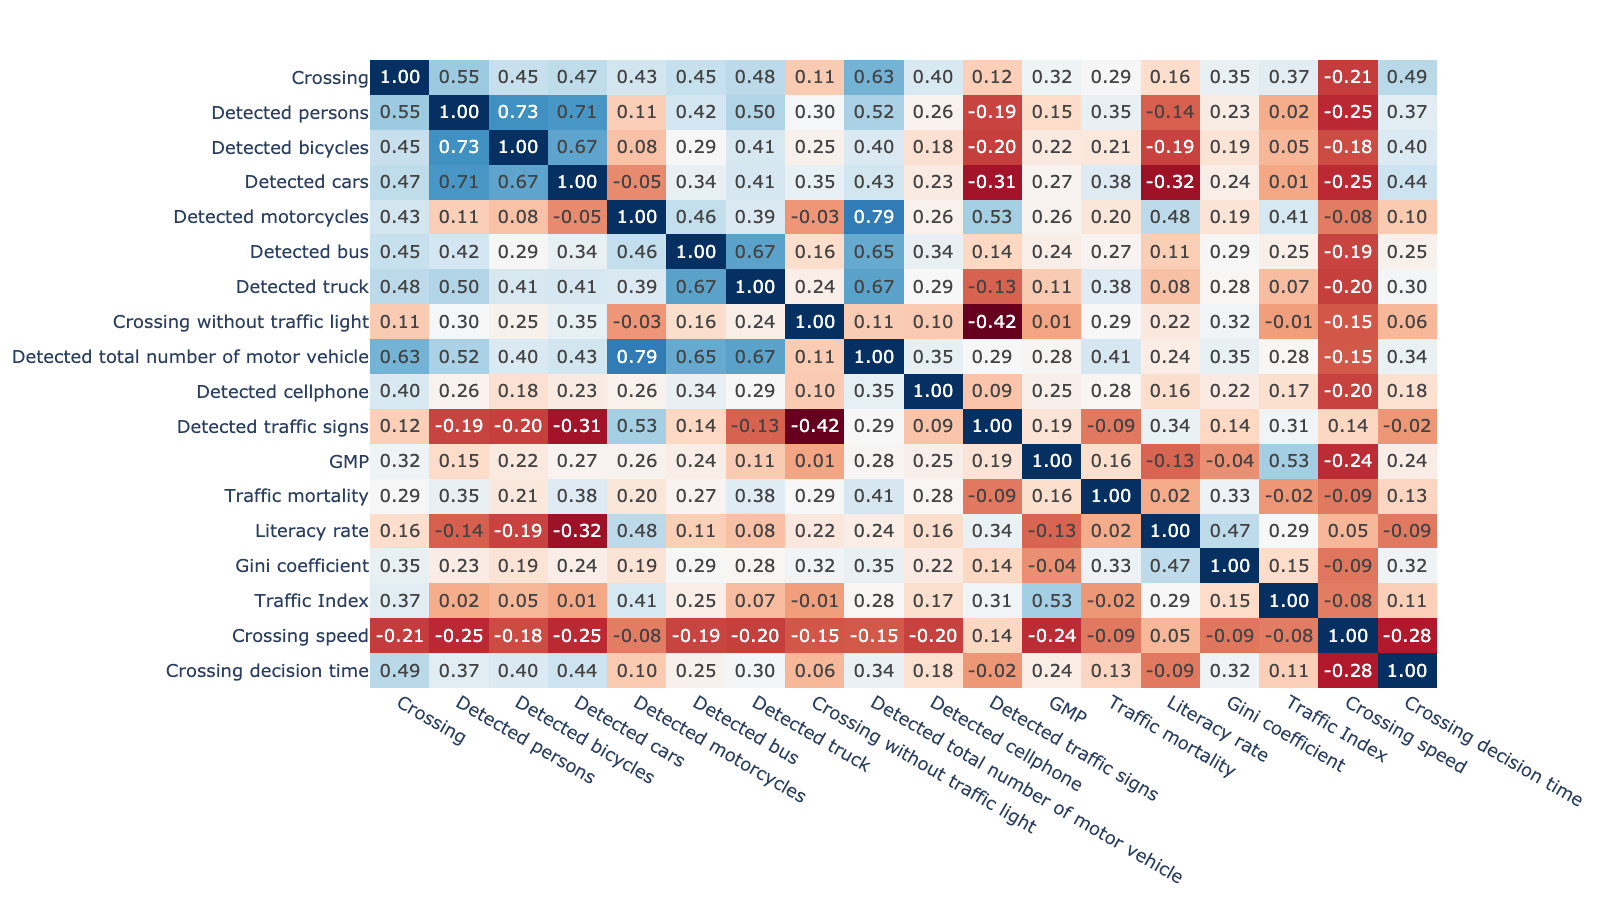 Crossing 1.00 0.55 0.45 0.47 0.43 0.45 0.48 0.11 0.63 0.40 0.12 0.32 0.29 0.16 0.35 0.37 -0.21 0.49
Detected persons 0.55 1.00 0.73 0.71 0.11 0.42 0.50 0.30 0.52 0.26 -0.19 0.15 0.35 -0.14 0.23 0.02 -0.25 0.37
Detected bicycles 0.45 0.73 1.00 0.67 0.08 0.29 0.41 0.25 0.40 0.18 -0.20 0.22 0.21 -0.19 0.19 0.05 -0.18 0.40
Detected cars 0.47 0.71 0.67 1.00 -0.05 0.34 0.41 0.35 0.43 0.23 -0.31 0.27 0.38 -0.32 0.24 0.01 -0.25 0.44
Detected motorcycles 0.43 0.11 0.08 -0.05 1.00 0.46 0.39 -0.03 0.79 0.26 0.53 0.26 0.20 0.48 0.19 0.41 -0.08 0.10
Detected bus 0.45 0.42 0.29 0.34 0.46 1.00 0.67 0.16 0.65 0.34 0.14 0.24 0.27 0.11 0.29 0.25 -0.19 0.25
Detected truck 0.48 0.50 0.41 0.41 0.39 0.67 1.00 0.24 0.67 0.29 -0.13 0.11 0.38 0.08 0.28 0.07 -0.20 0.30
Crossing without traffic light 0.11 0.30 0.25 0.35 -0.03 0.16 0.24 1.00 0.11 0.10 -0.42 0.01 0.29 0.22 0.32 -0.01 -0.15 0.06
Detected total number of motor vehicle 0.63 0.52 0.40 0.43 0.79 0.65 0.67 0.11 1.00 0.35 0.29 0.28 0.41 0.24 0.35 0.28 -0.15 0.34
Detected cellphone 0.40 0.26 0.18 0.23 0.26 0.34 0.29 0.10 0.35 1.00 0.09 0.25 0.28 0.16 0.22 0.17 -0.20 0.18
Detected traffic signs 0.12 -0.19 -0.20 -0.31 0.53 0.14 -0.13 -0.42 0.29 0.09 1.00 0.19 -0.09 0.34 0.14 0.31 0.14 -0.02
GMP 0.32 0.15 0.22 0.27 0.26 0.24 0.11 0.01 0.28 0.25 0.19 1.00 0.16 -0.13 -0.04 0.53 -0.24 0.24
Traffic mortality 0.29 0.35 0.21 0.38 0.20 0.27 0.38 0.29 0.41 0.28 -0.09 0.16 1.00 0.02 0.33 -0.02 -0.09 0.13
Literacy rate 0.16 -0.14 -0.19 -0.32 0.48 0.11 0.08 0.22 0.24 0.16 0.34 -0.13 0.02 1.00 0.47 0.29 0.05 -0.09
Gini coefficient 0.35 0.23 0.19 0.24 0.19 0.29 0.28 0.32 0.35 0.22 0.14 -0.04 0.33 0.47 1.00 0.15 -0.09 0.32
Traffic Index 0.37 0.02 0.05 0.01 0.41 0.25 0.07 -0.01 0.28 0.17 0.31 0.53 -0.02 0.29 0.15 1.00 -0.08 0.11
Crossing speed -0.21 -0.25 -0.18 -0.25 -0.08 -0.19 -0.20 -0.15 -0.15 -0.20 0.14 -0.24 -0.09 0.05 -0.09 -0.08 1.00 -0.28
Crossing decision time 0.49 0.37 0.40 0.44 0.10 0.25 0.30 0.06 0.34 0.18 -0.02 0.24 0.13 -0.09 0.32 0.11 -0.28 1.00
Crossing
Detected persons
Detected bicycles
Detected cars
Detected motorcycles
Detected bus
Detected truck
Crossing without traffic light
Detected total number of motor vehicle
Detected cellphone
Detected traffic signs
GMP
Traffic mortality
Literacy rate
Gini coefficient
Traffic Index
Crossing speed
Crossing decision time